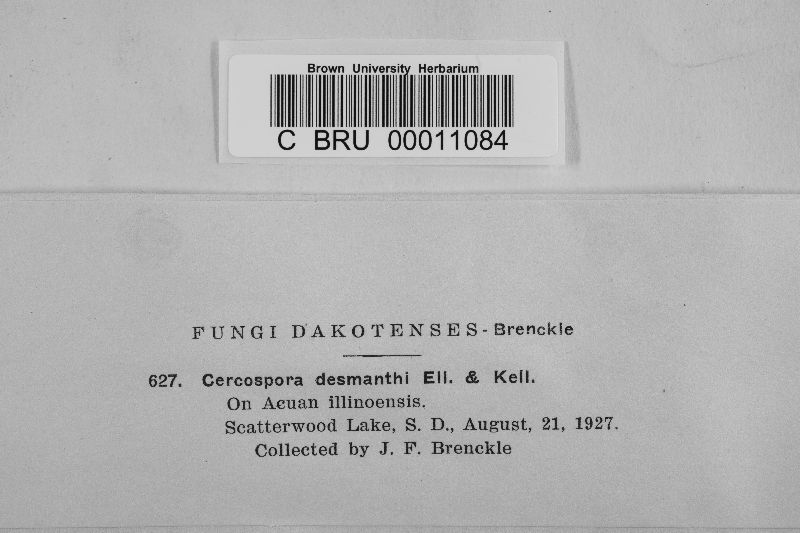 Brown University Herbarium
C BRU 00011084
FUNGI DAKOTENSES - Brenckle
627. Cercospora desmanthi Ell. & Kell.
On Acuan illinoensis.
Scatterwood Lake, S. D., August, 21, 1927.
Collected by J. F. Brenckle